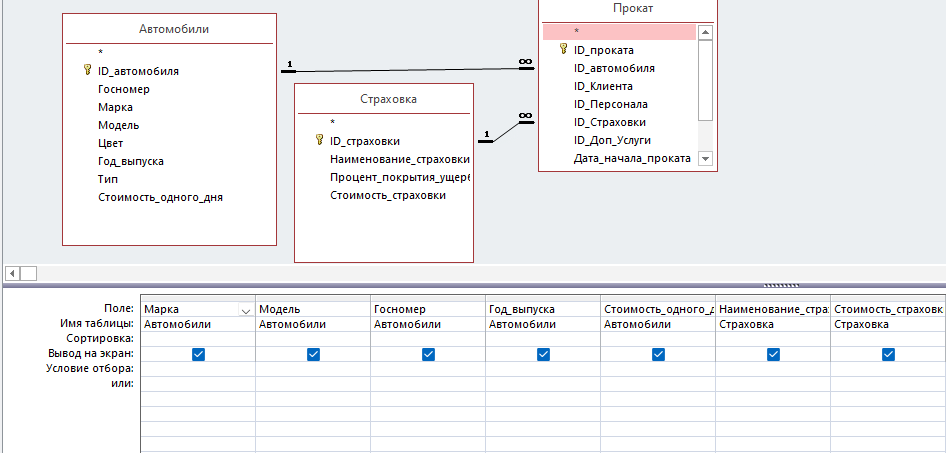 Автомобили
*
ID_автомобиля
Госномер
Марка
Модель
Цвет
Год_выпуска
Тип
Стоимость_одного_дня
1
∞
Страховка
*
ID_страховки
Наименование_страховки
Процент_покрытия_ущерб
Стоимость_страховки
1
∞
Прокат
*
ID_проката
ID_автомобиля
ID_Клиента
ID_Персонала
ID_Страховки
ID_Доп_Услуги
Дата_начала_проката
Поле: Марка Модель Госномер Год_выпуска Стоимость_одного_д Наименование_стра Стоимость_страховк
Имя таблицы: Автомобили Автомобили Автомобили Автомобили Автомобили Страховка Страховка
Сортировка:
Вывод на экран:
Условие отбора:
или: